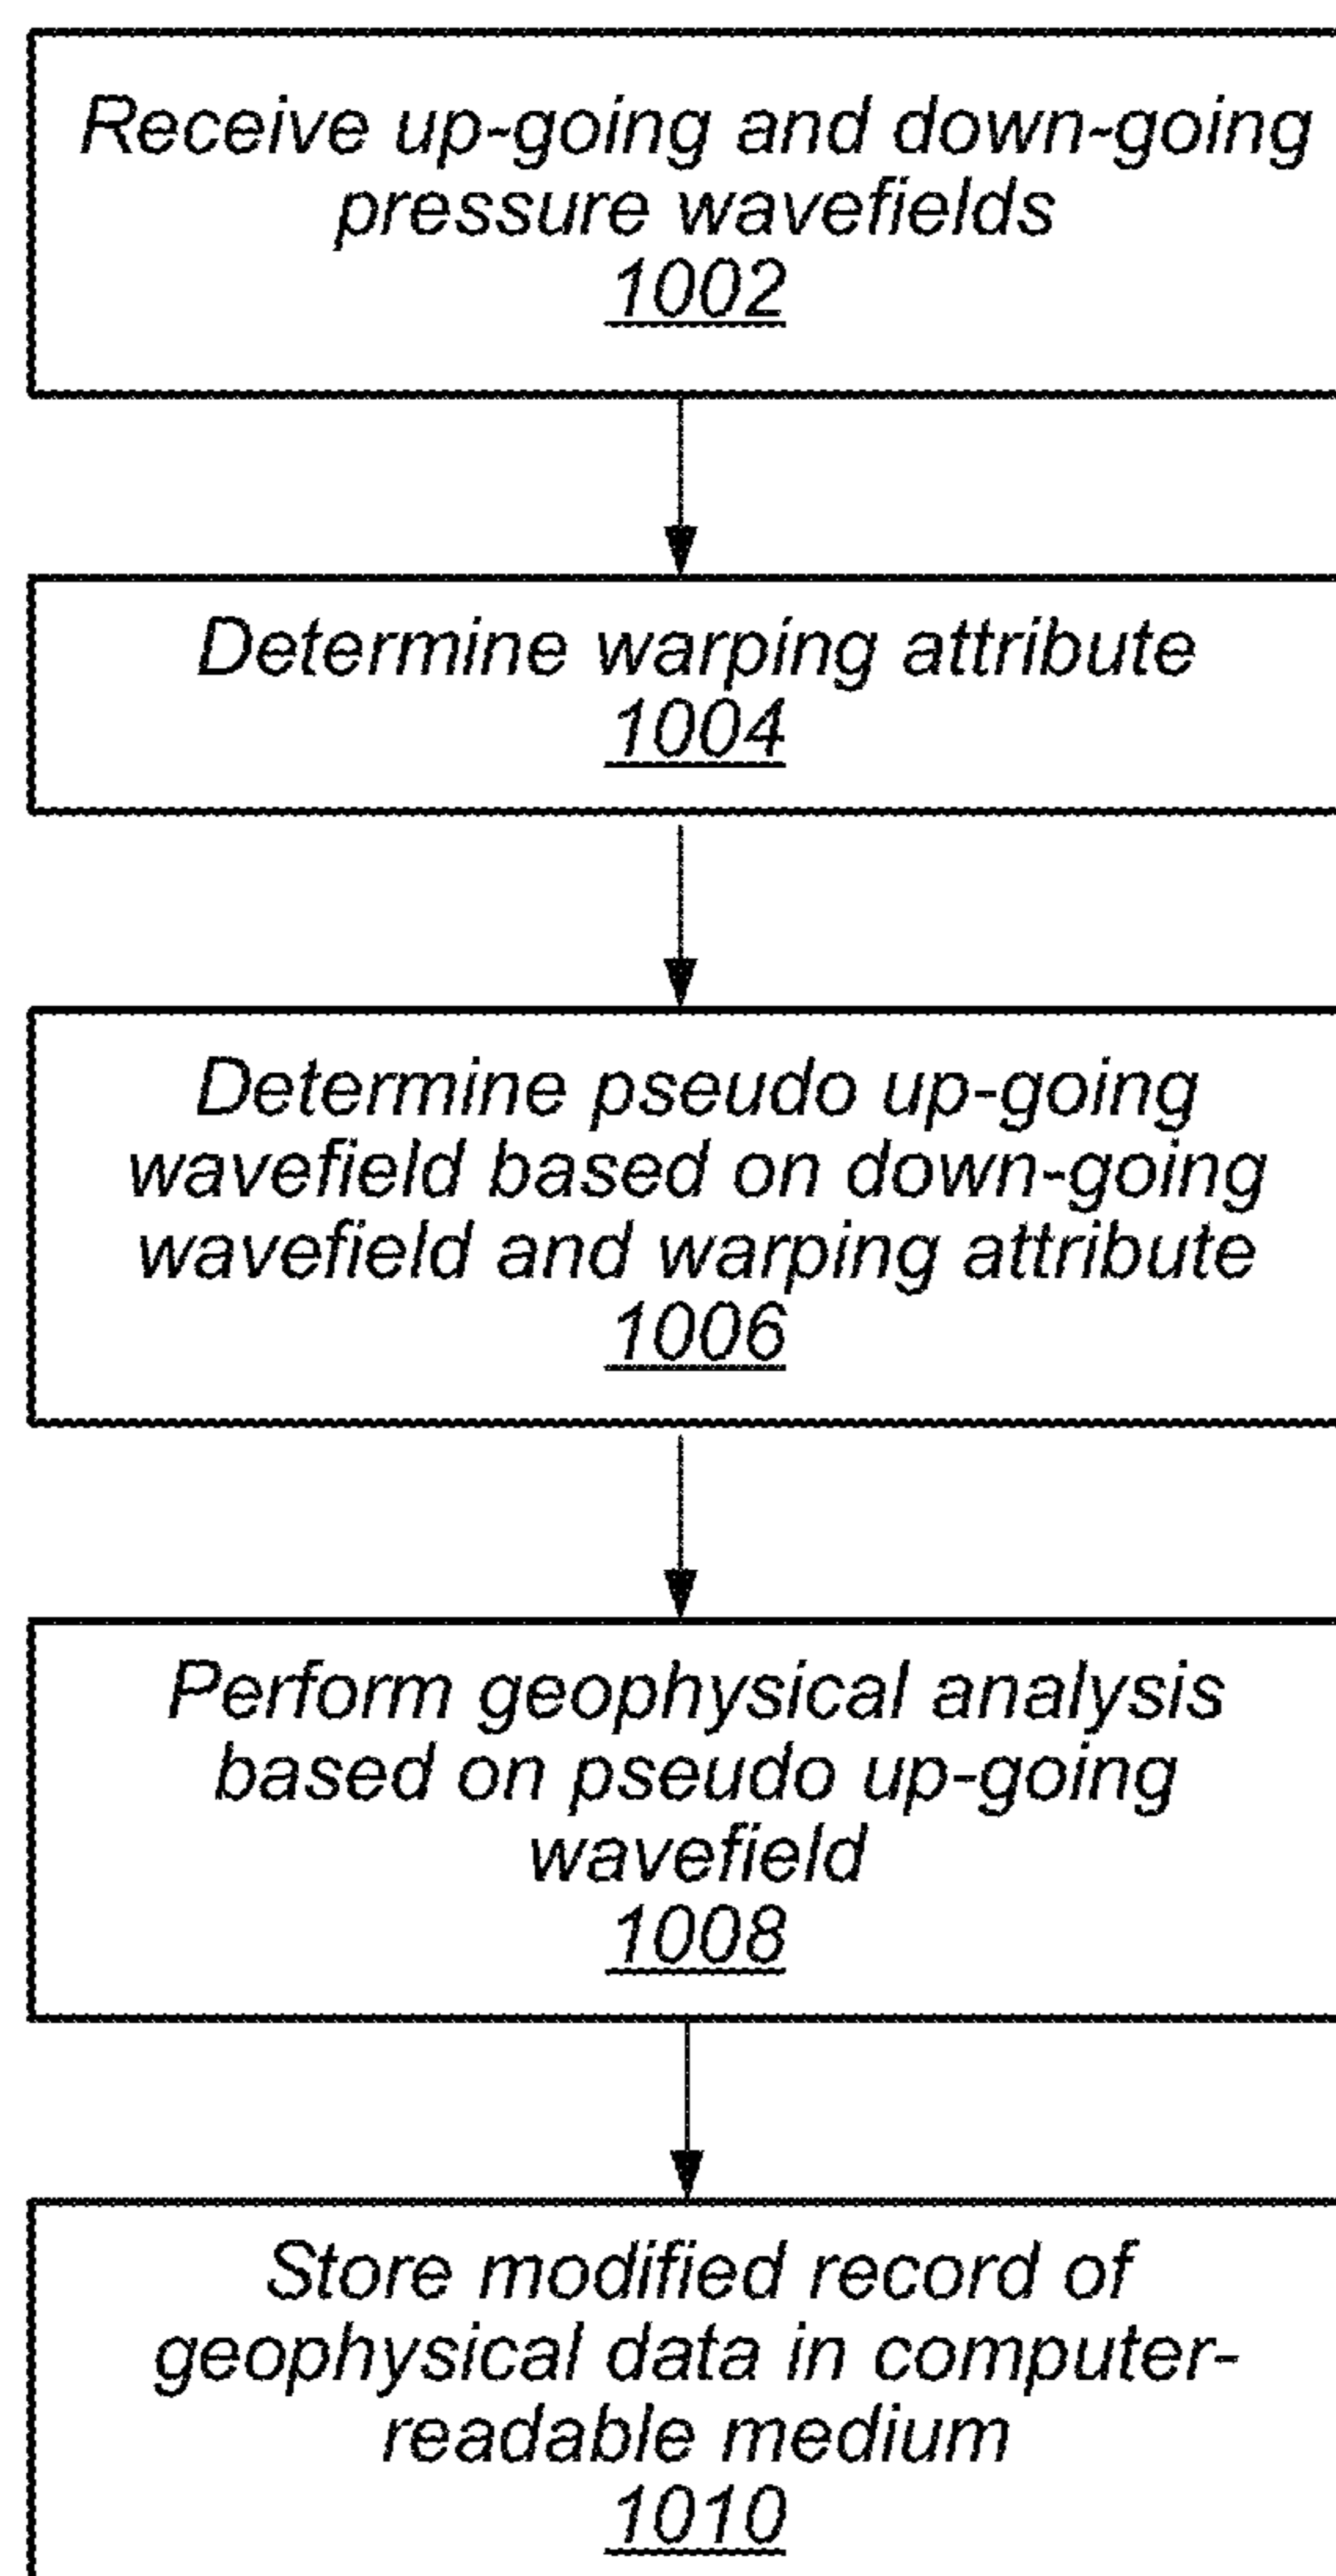 Receive up-going and down-going
pressure wavefields
1002
Determine warping attribute
1004
Determine pseudo up-going
wavefield based on down-going
wavefield and warping attribute
1006
Perform geophysical analysis
based on pseudo up-going
wavefield
1008
Store modified record of
geophysical data in computer-
readable medium
1010